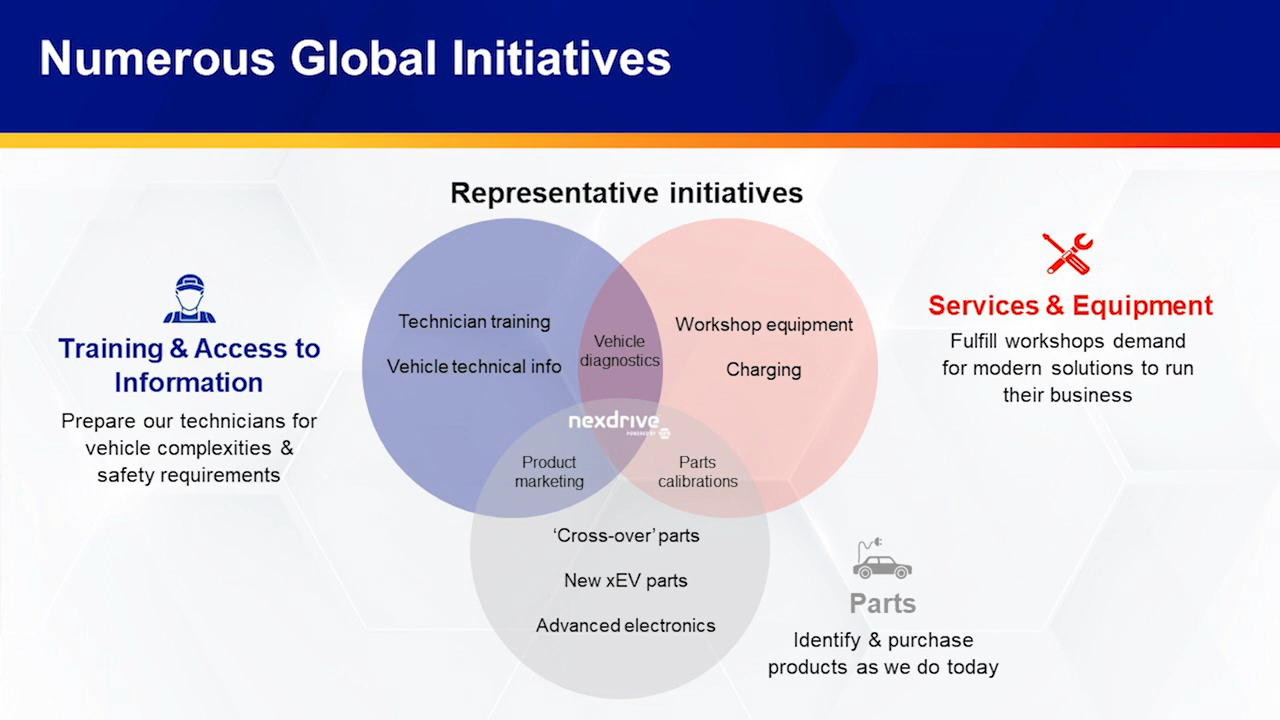 Numerous Global Initiatives
Representative initiatives
Training & Access to
Information
Prepare our technicians for
vehicle complexities &
safety requirements
Technician training
Vehicle technical info
Vehicle
diagnostics
Workshop equipment
Charging
nexdrive
POWERED BY
Product
marketing
Parts
calibrations
‘Cross-over’ parts
New xEV parts
Advanced electronics
Services & Equipment
Fulfill workshops demand
for modern solutions to run
their business
Parts
Identify & purchase
products as we do today